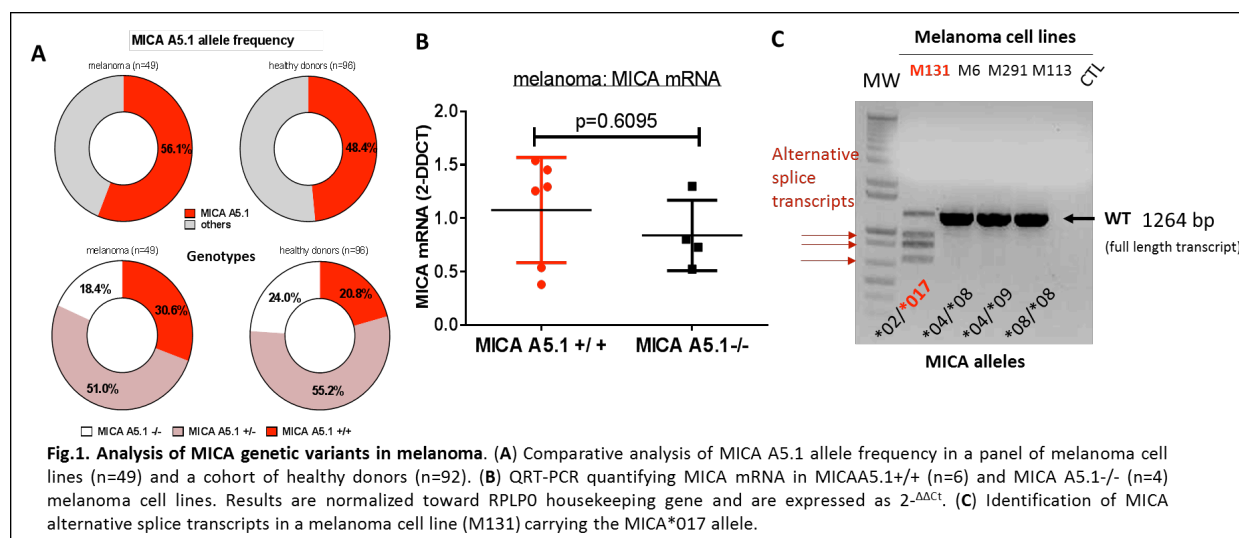 A
MICA A5.1 allele frequency
melanoma (n=49)
healthy donors (n=96)
56.1%
48.4%
MICA A5.1
others
melanoma (n=49)
healthy donors (n=96)
Genotypes
18.4%
30.6%
51.0%
24.0%
20.8%
55.2%
MICA A5.1 -/-
MICA A5.1 +/-
MICA A5.1 +/+
B
melanoma: MICA mRNA
p=0.6095
MICA mRNA (2-DDCT)
2.0
1.5
1.0
0.5
0.0
MICA A5.1 +/ +
MICA A5.1-/-
C
Melanoma cell lines
MW
M131
M6
M291
M113
CTL
Alternative
splice
transcripts
WT 1264 bp
(full length transcript)
*02/*017
*04/*08
*04/*09
*08/*08
MICA alleles
Fig.1. Analysis of MICA genetic variants in melanoma. (A) Comparative analysis of MICA A5.1 allele frequency in a panel of melanoma cell
lines (n=49) and a cohort of healthy donors (n=92). (B) QRT-PCR quantifying MICA mRNA in MICAA5.1+/+ (n=6) and MICA A5.1-/- (n=4)
melanoma cell lines. Results are normalized toward RPLP0 housekeeping gene and are expressed as 2-ΔΔCt. (C) Identification of MICA
alternative splice transcripts in a melanoma cell line (M131) carrying the MICA*017 allele.